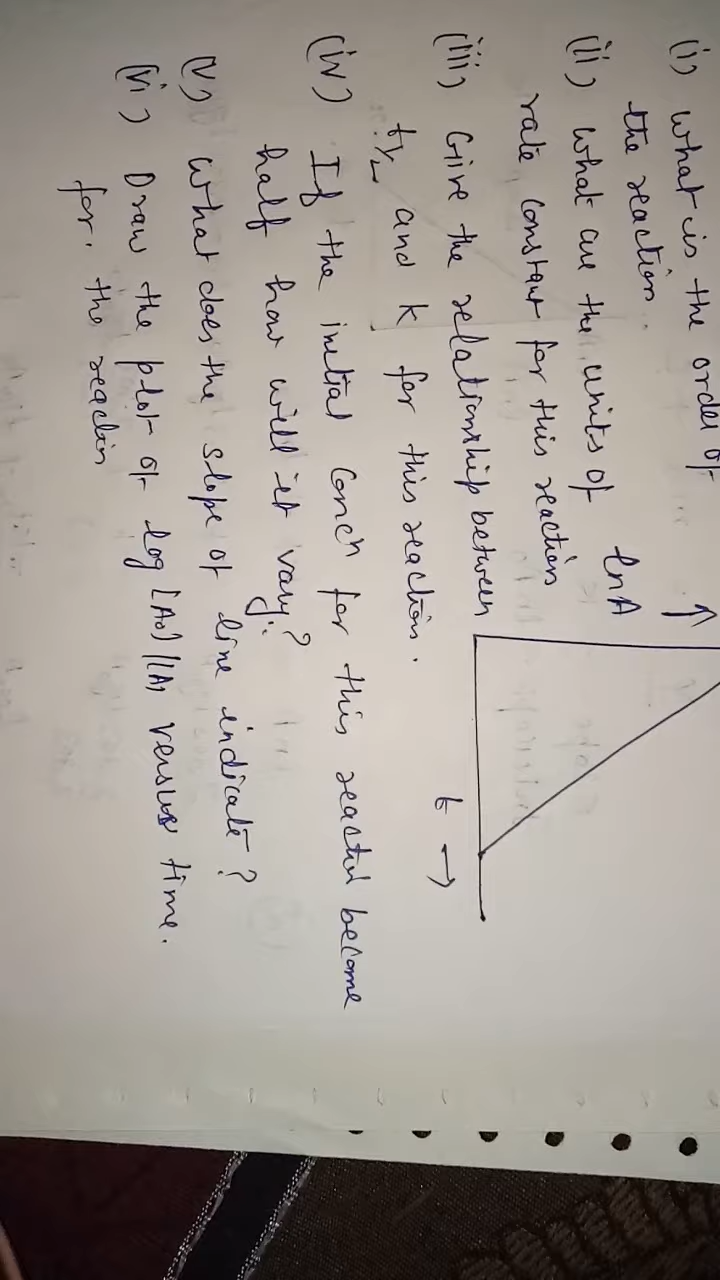 (i) What is the order of
the reaction.
(ii) What are the units of
rate constant for this reaction
(iii) Give the relationship between
t1/2 and K for this reaction.
(iv) If the initial Concn for this reaction become
half how will it vary?
(v) What does the slope of line indicate?
(vi) Draw the plot of log [A0]/[A] versus time.
for the reaction
ln A
t →